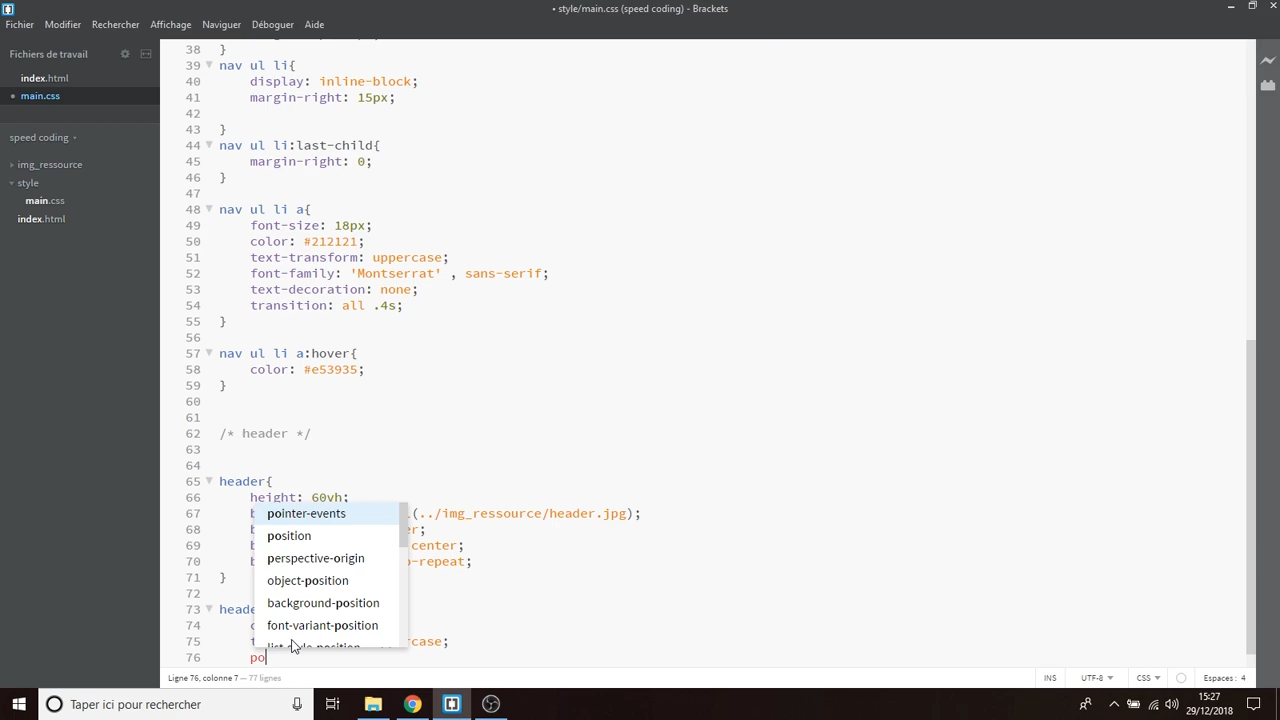 • style/main.css (speed coding) - Brackets
Fichier Modifier Rechercher Affichage Naviguer Déboguer Aide
Fichiers de travail
index.html
• main.css
speed coding
img_ressource
style
main.css
index.html
38 }
39 nav ul li{
40 display: inline-block;
41 margin-right: 15px;
42
43 }
44 nav ul li:last-child{
45 margin-right: 0;
46 }
47
48 nav ul li a{
49 font-size: 18px;
50 color: #212121;
51 text-transform: uppercase;
52 font-family: 'Montserrat' , sans-serif;
53 text-decoration: none;
54 transition: all .4s;
55 }
56
57 nav ul li a:hover{
58 color: #e53935;
59 }
60
61
62 /* header */
63
64
65 header{
66 height: 60vh;
67 (../img_ressource/header.jpg);
68
69 center;
70 -repeat;
71 }
72
73
74
75
76 po
pointer-events
position
perspective-origin
object-position
background-position
font-variant-position
Ligne 76, colonne 7 — 77 lignes
INS UTF-8 CSS Espaces: 4
Taper ici pour rechercher
15:27
29/12/2018